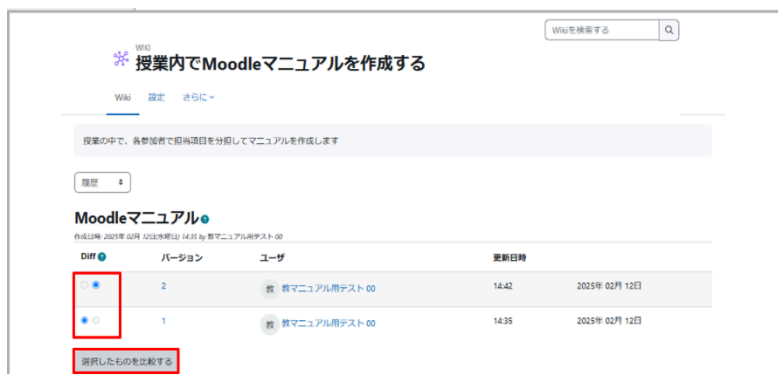 Wikiを検索する
Wiki
授業内でMoodleマニュアルを作成する
Wiki 設定 さらに
授業の中で、各参加者で担当項目を分担してマニュアルを作成します
履歴
Moodleマニュアル
作成日時: 2025年 02月 12日(水曜日) 14:35 by 教マニュアル用テスト 00
Diff バージョン ユーザ 更新日時
2 教 教マニュアル用テスト 00 14:42 2025年 02月 12日
1 教 教マニュアル用テスト 00 14:35 2025年 02月 12日
選択したものを比較する